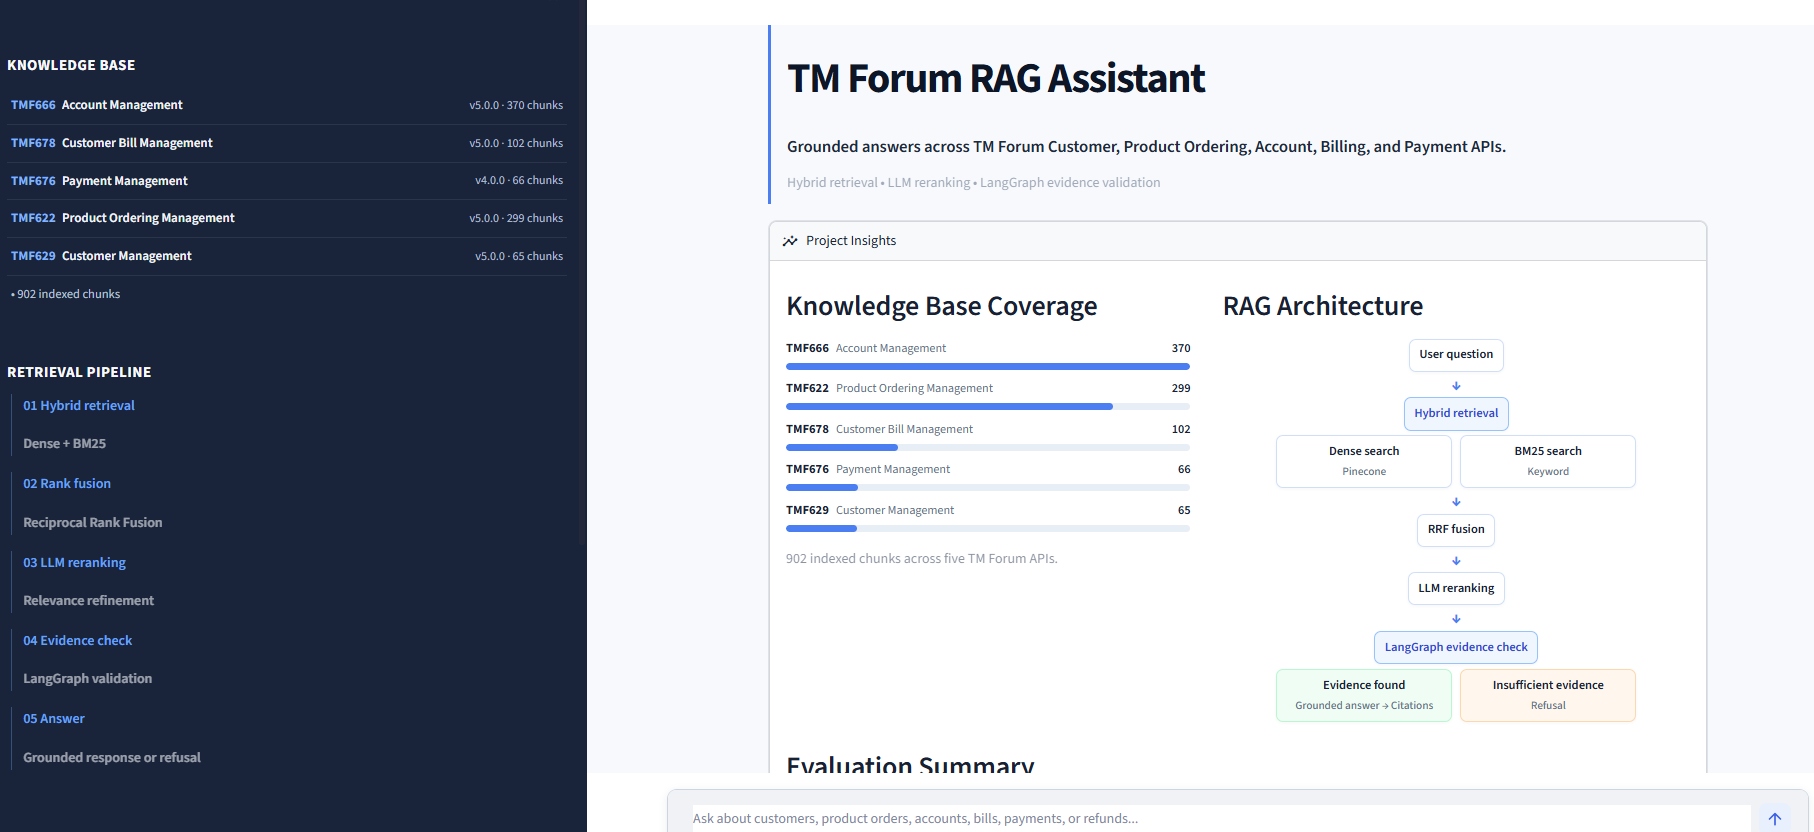 KNOWLEDGE BASE
TMF666 Account Management v5.0.0 · 370 chunks
TMF678 Customer Bill Management v5.0.0 · 102 chunks
TMF676 Payment Management v4.0.0 · 66 chunks
TMF622 Product Ordering Management v5.0.0 · 299 chunks
TMF629 Customer Management v5.0.0 · 65 chunks
• 902 indexed chunks
RETRIEVAL PIPELINE
01 Hybrid retrieval
Dense + BM25
02 Rank fusion
Reciprocal Rank Fusion
03 LLM reranking
Relevance refinement
04 Evidence check
LangGraph validation
05 Answer
Grounded response or refusal
TM Forum RAG Assistant
Grounded answers across TM Forum Customer, Product Ordering, Account, Billing, and Payment APIs.
Hybrid retrieval • LLM reranking • LangGraph evidence validation
Project Insights
Knowledge Base Coverage
TMF666 Account Management 370
TMF622 Product Ordering Management 299
TMF678 Customer Bill Management 102
TMF676 Payment Management 66
TMF629 Customer Management 65
902 indexed chunks across five TM Forum APIs.
RAG Architecture
User question
↓
Hybrid retrieval
Dense search BM25 search
Pinecone Keyword
↓
RRF fusion
↓
LLM reranking
↓
LangGraph evidence check
Evidence found Insufficient evidence
Grounded answer → Citations Refusal
Evaluation Summary
Ask about customers, product orders, accounts, bills, payments, or refunds...